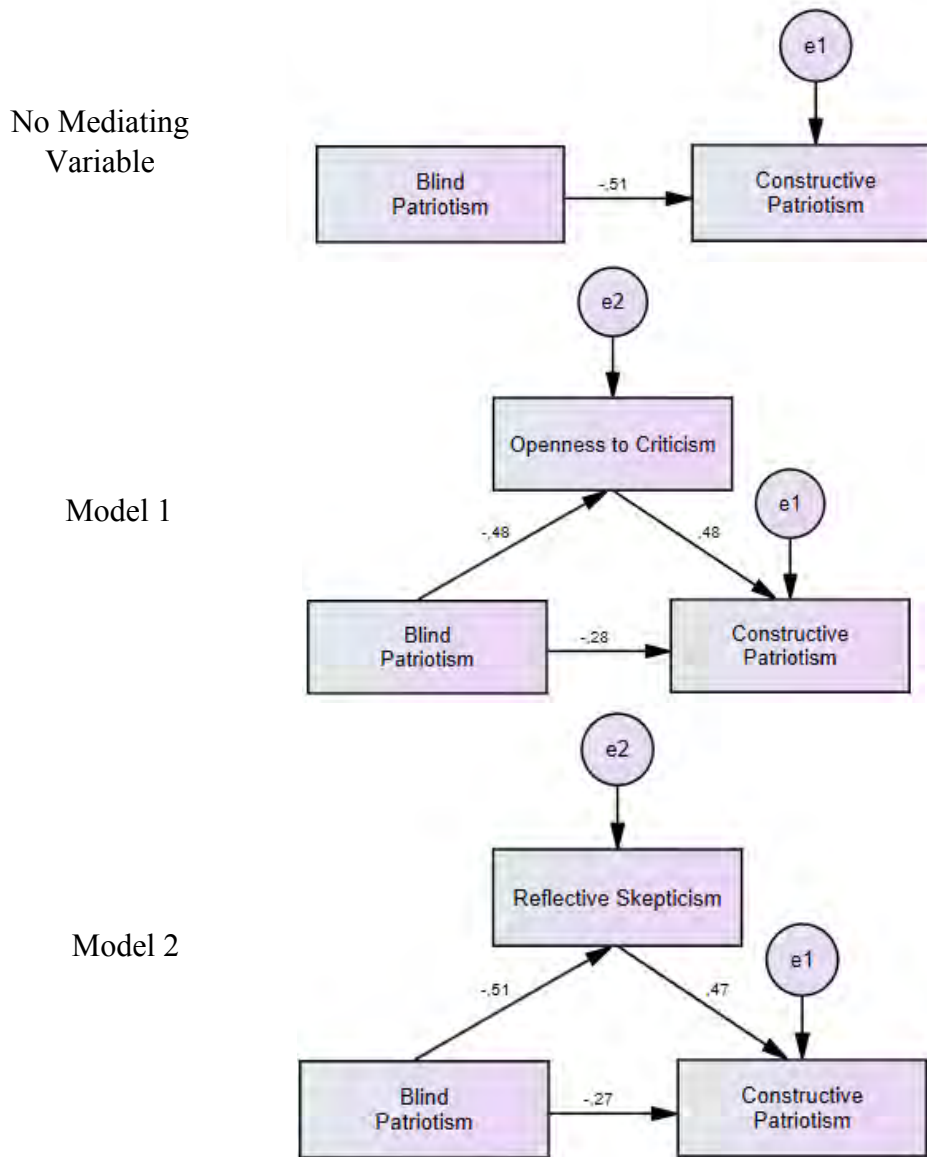 No Mediating
Variable
e1
Blind
Patriotism
-,51
Constructive
Patriotism
e2
Openness to Criticism
Model 1
e1
-,48
,48
Blind
Patriotism
-,28
Constructive
Patriotism
e2
Reflective Skepticism
Model 2
e1
-,51
,47
Blind
Patriotism
-,27
Constructive
Patriotism